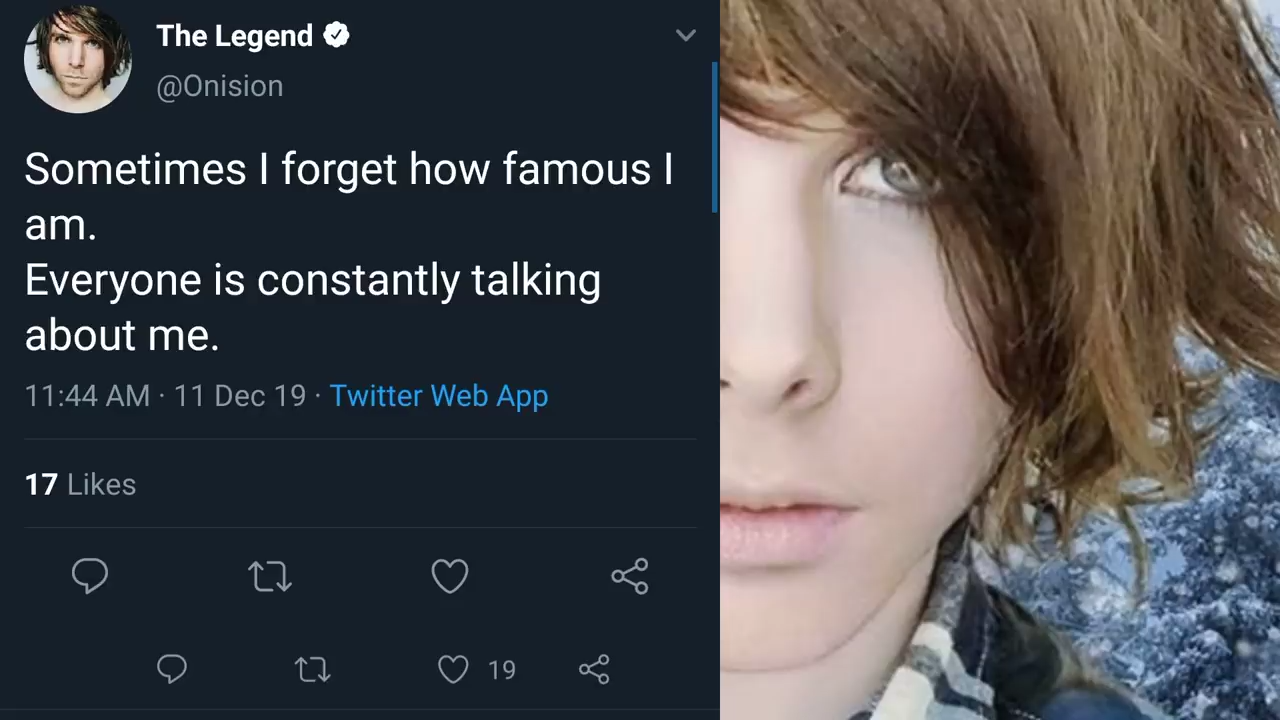 The Legend
@Onision
Sometimes I forget how famous I
am.
Everyone is constantly talking
about me.
11:44 AM · 11 Dec 19 · Twitter Web App
17 Likes
19